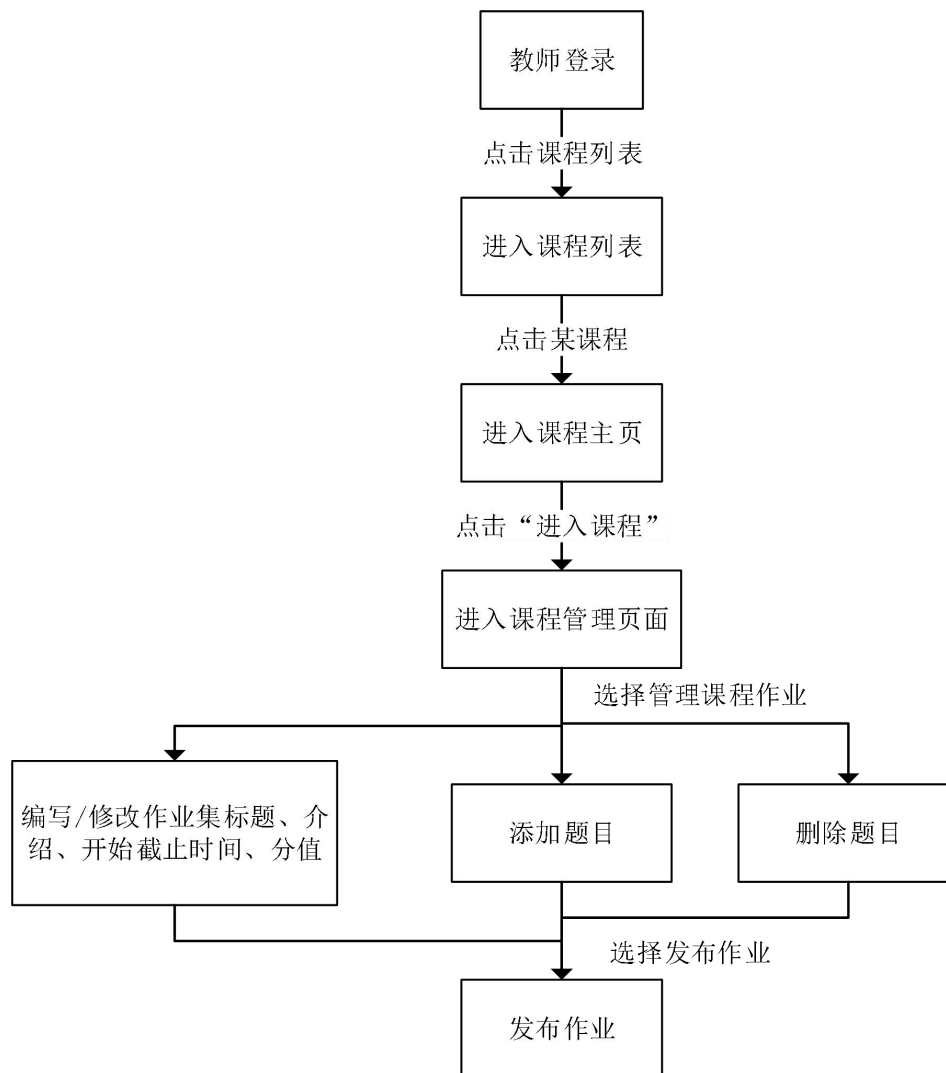 教师登录
点击课程列表
进入课程列表
点击某课程
进入课程主页
点击“进入课程”
进入课程管理页面
选择管理课程作业
编写/修改作业集标题、介
绍、开始截止时间、分值
添加题目
删除题目
选择发布作业
发布作业